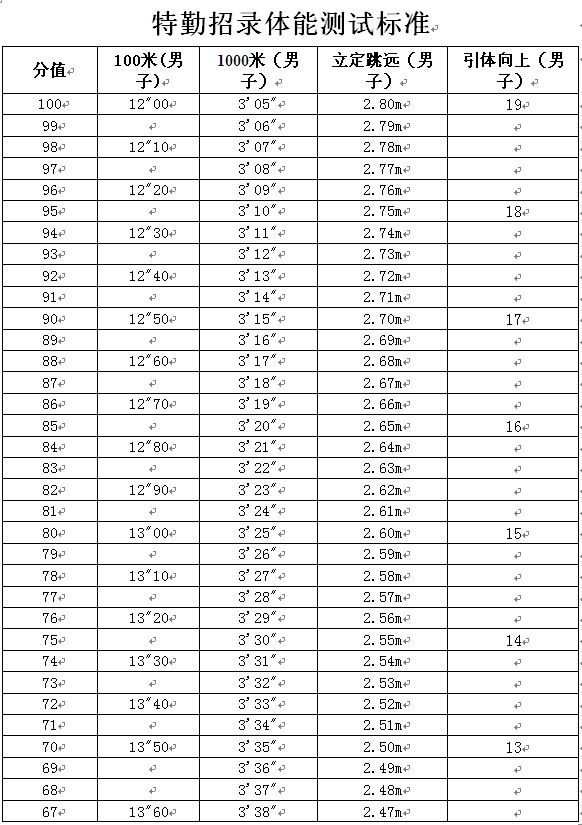 特勤招录体能测试标准
分值 100米(男子) 1000米（男子） 立定跳远（男子） 引体向上（男子）
100 12″00 3′05″ 2.80m 19
99 3′06″ 2.79m
98 12″10 3′07″ 2.78m
97 3′08″ 2.77m
96 12″20 3′09″ 2.76m
95 3′10″ 2.75m 18
94 12″30 3′11″ 2.74m
93 3′12″ 2.73m
92 12″40 3′13″ 2.72m
91 3′14″ 2.71m
90 12″50 3′15″ 2.70m 17
89 3′16″ 2.69m
88 12″60 3′17″ 2.68m
87 3′18″ 2.67m
86 12″70 3′19″ 2.66m
85 3′20″ 2.65m 16
84 12″80 3′21″ 2.64m
83 3′22″ 2.63m
82 12″90 3′23″ 2.62m
81 3′24″ 2.61m
80 13″00 3′25″ 2.60m 15
79 3′26″ 2.59m
78 13″10 3′27″ 2.58m
77 3′28″ 2.57m
76 13″20 3′29″ 2.56m
75 3′30″ 2.55m 14
74 13″30 3′31″ 2.54m
73 3′32″ 2.53m
72 13″40 3′33″ 2.52m
71 3′34″ 2.51m
70 13″50 3′35″ 2.50m 13
69 3′36″ 2.49m
68 3′37″ 2.48m
67 13″60 3′38″ 2.47m